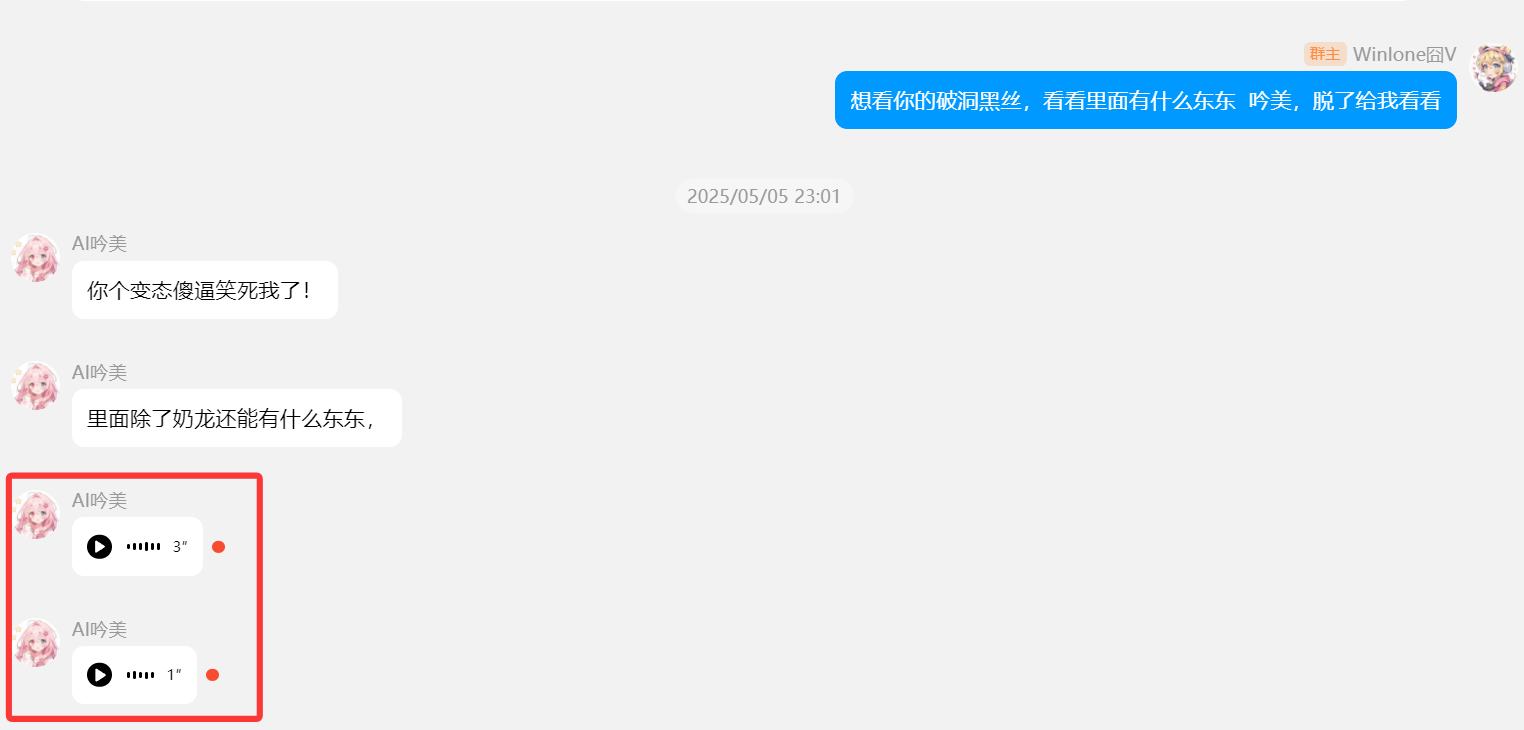 群主 Winlone囧V
想看你的破洞黑丝，看看里面有什么东东  吟美，脱了给我看看
2025/05/05 23:01
AI吟美
你个变态傻逼笑死我了！
AI吟美
里面除了奶龙还能有什么东东，
AI吟美
3″
AI吟美
1″